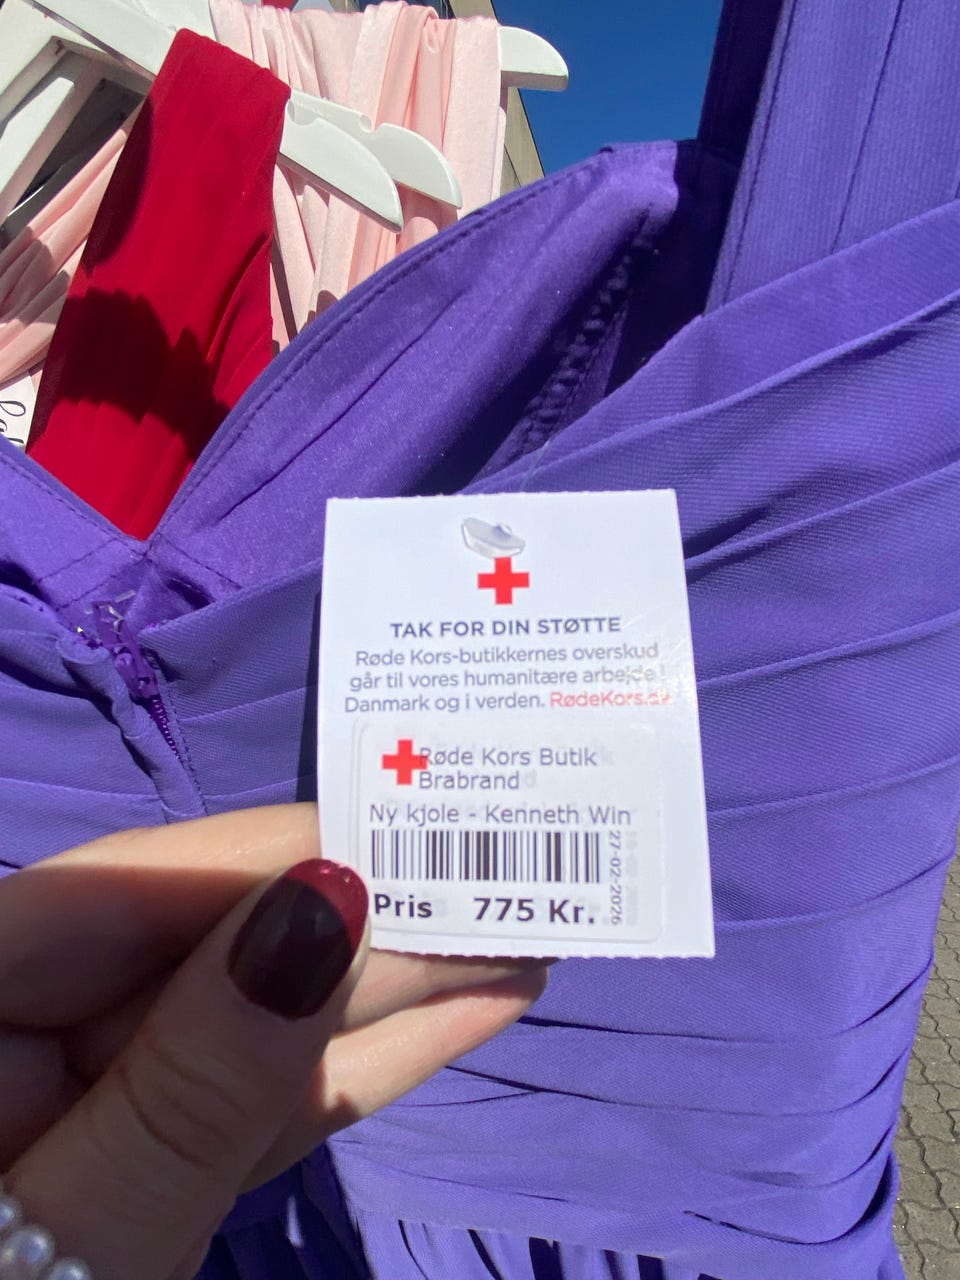 TAK FOR DIN STØTTE
Røde Kors-butikkernes overskud
går til vores humanitære arbejde i
Danmark og i verden. RødeKors.dk
Røde Kors Butik
Brabrand
Ny kjole - Kenneth Win
27-02-2026
Pris 775 Kr.